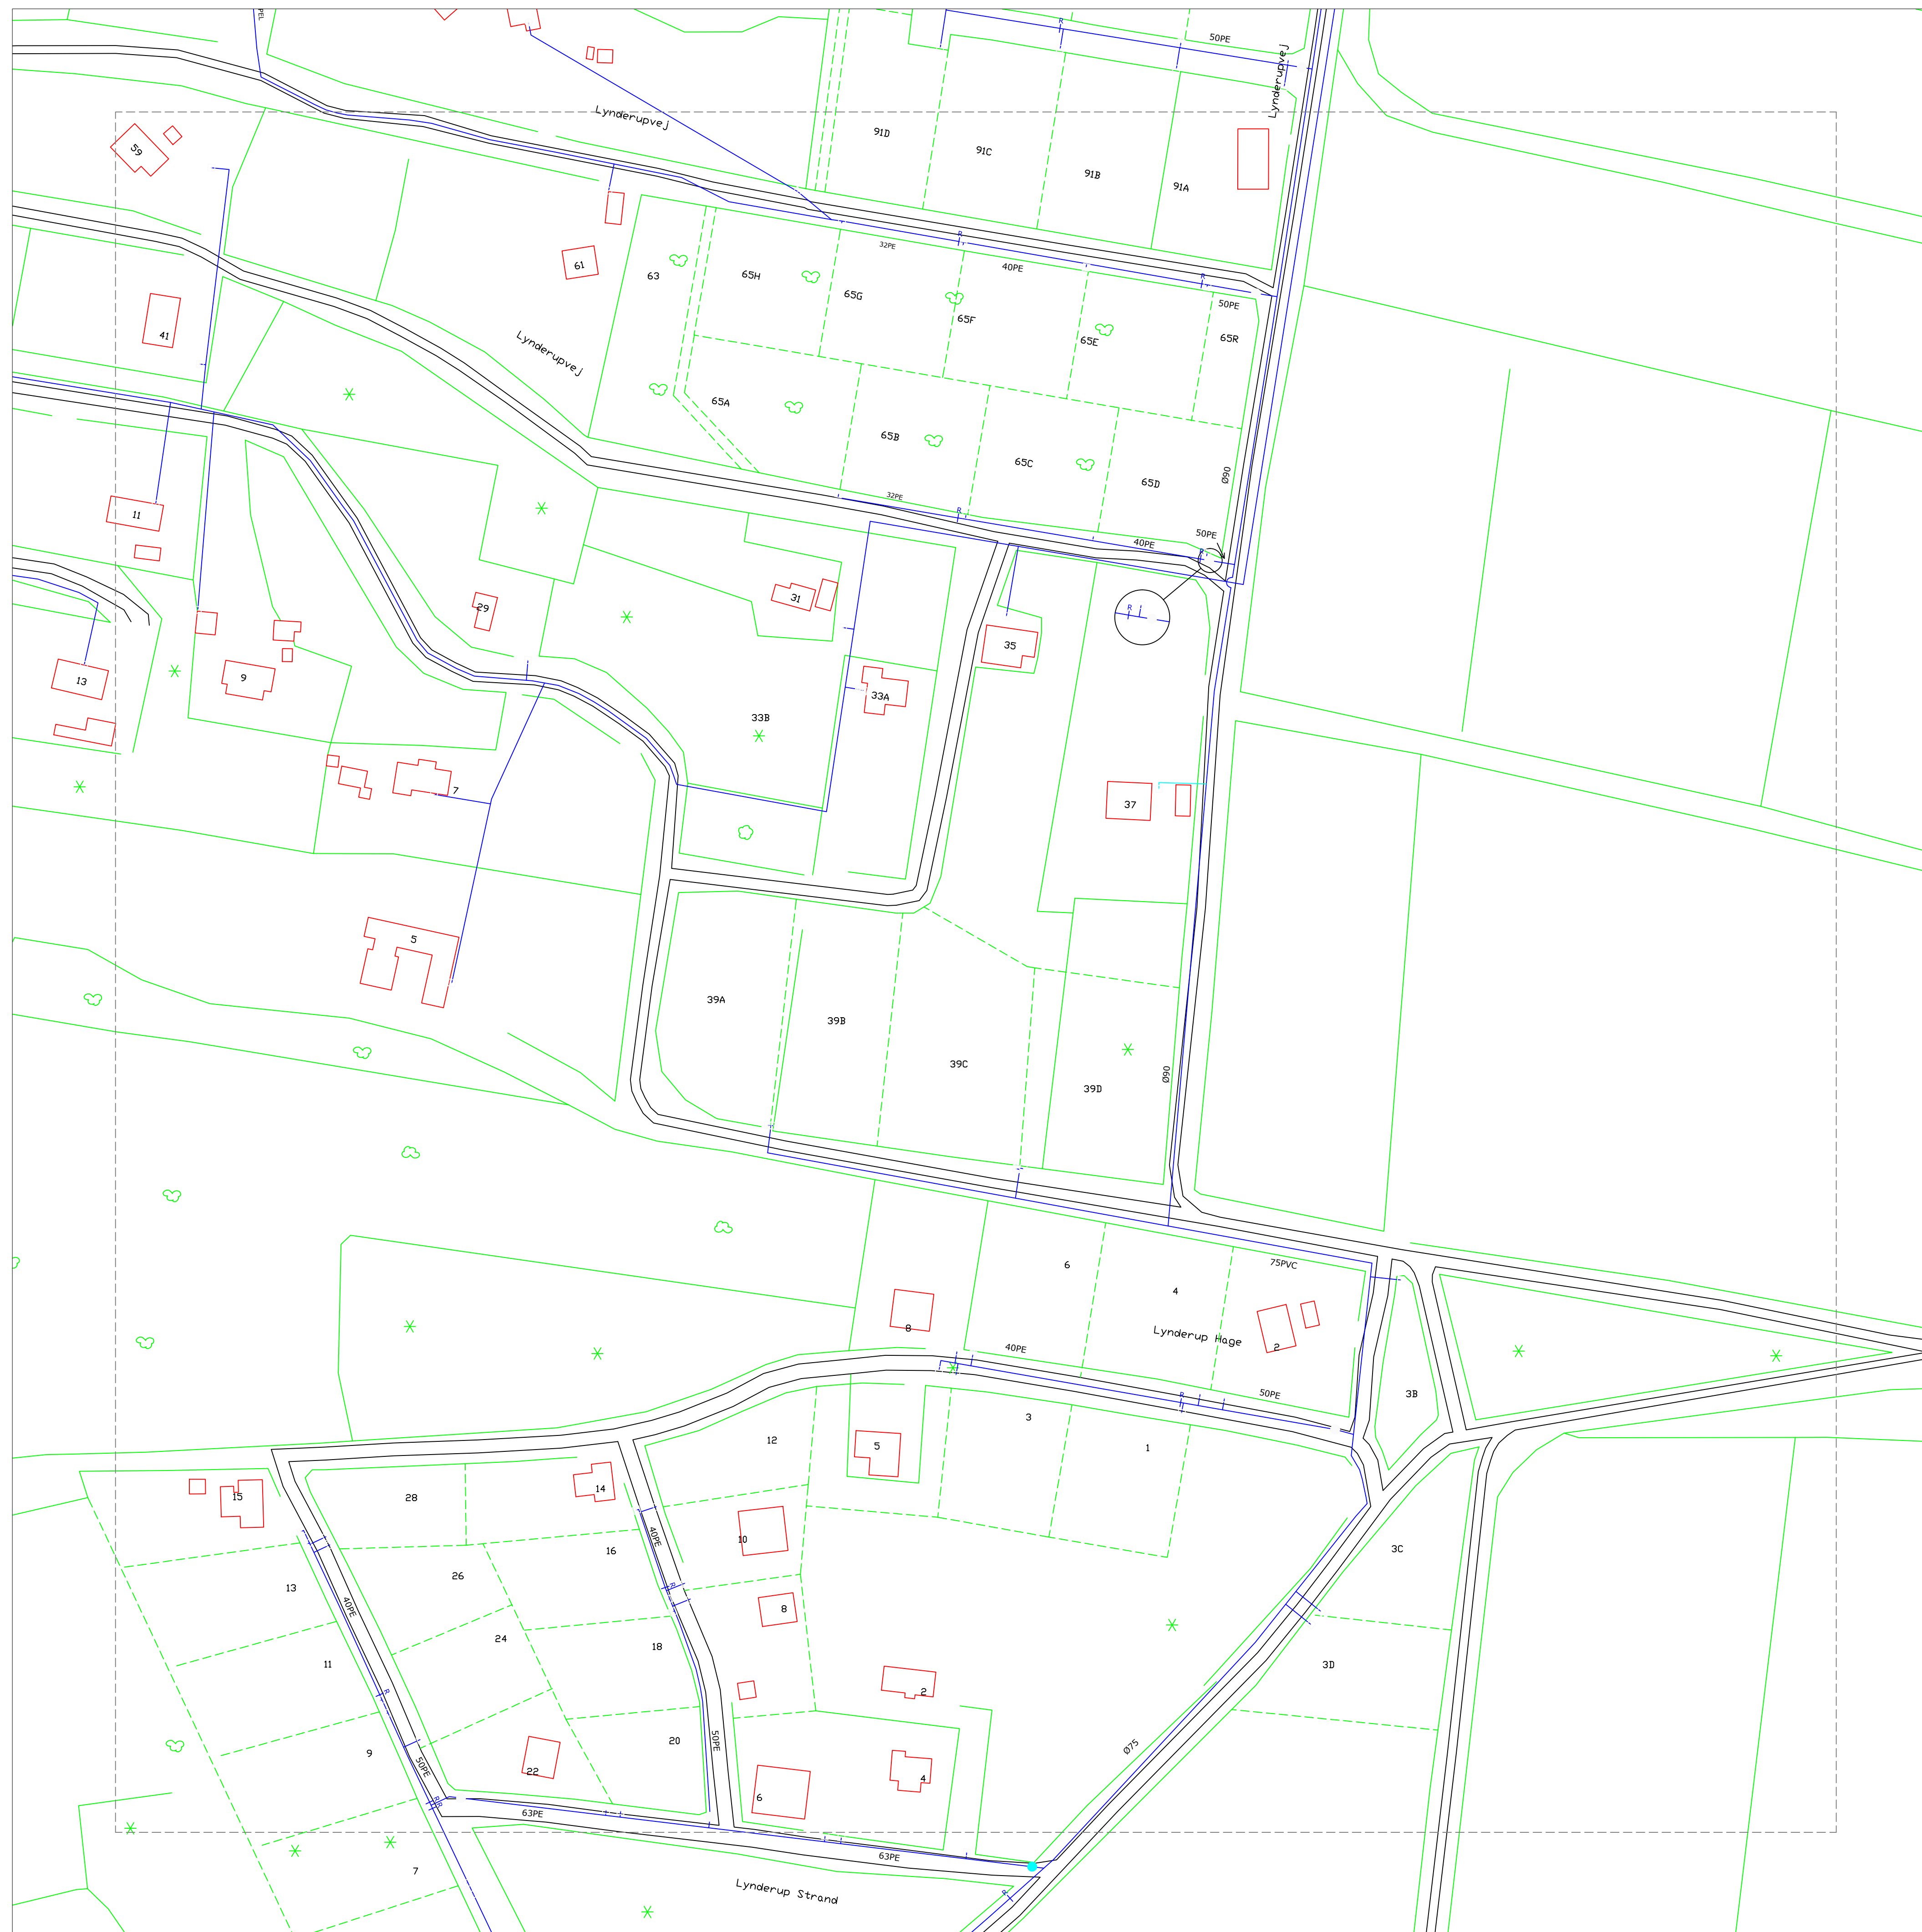 PEL
50PE
Lynderupvej
Lynderupvej
91D
91C
91B
91A
59
R
61
63
32PE
40PE
R
65H
65G
65F
65E
50PE
65R
41
Lynderupvej
65A
65B
65C
65D
Ø90
R
32PE
R
40PE
50PE
R
11
29
31
35
R
13
9
33A
33B
7
37
5
39A
39B
39C
39D
Ø90
6
4
75PVC
8
Lynderup Hage
2
40PE
R
50PE
3B
3
1
12
5
15
28
14
10
40PE
16
3C
13
26
R
8
40PE
24
18
11
3D
R
2
20
50PE
9
50PE
22
4
Ø75
6
R
R
63PE
63PE
7
Lynderup Strand
R